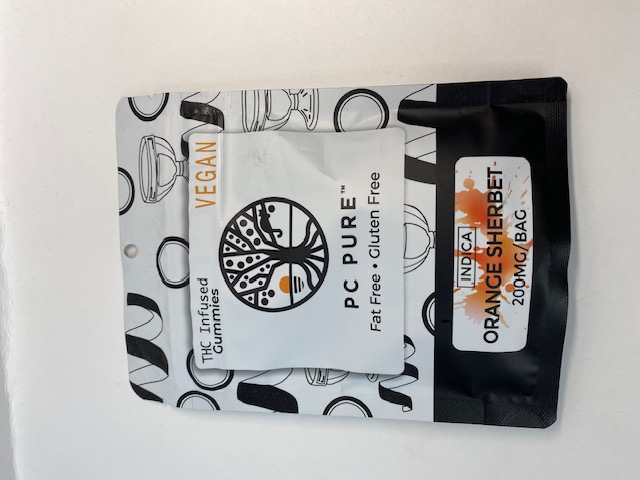 THC Infused
Gummies
VEGAN
PC PURE™
Fat Free • Gluten Free
INDICA
ORANGE SHERBET
200MG/BAG